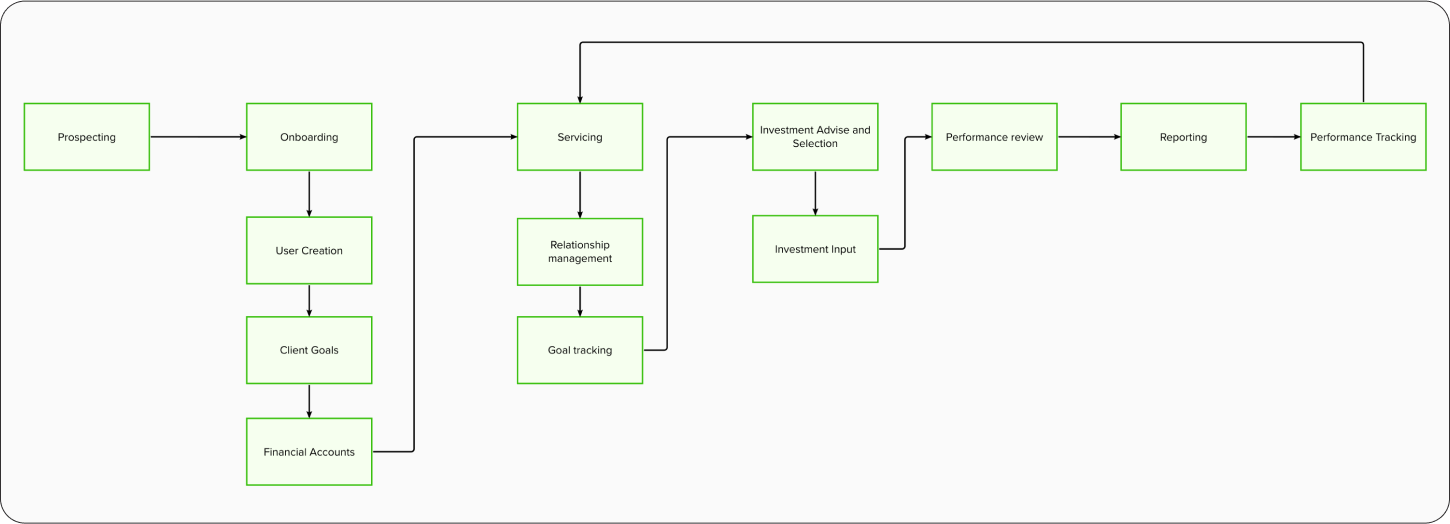 Prospecting
Onboarding
User Creation
Client Goals
Financial Accounts
Servicing
Relationship
management
Goal tracking
Investment Advise and
Selection
Investment Input
Performance review
Reporting
Performance Tracking